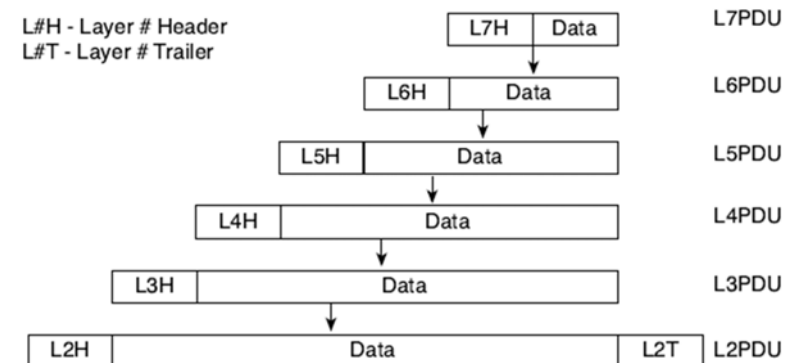 L#H - Layer # Header
L#T - Layer # Trailer
L7H Data L7PDU
L6H Data L6PDU
L5H Data L5PDU
L4H Data L4PDU
L3H Data L3PDU
L2H Data L2T L2PDU